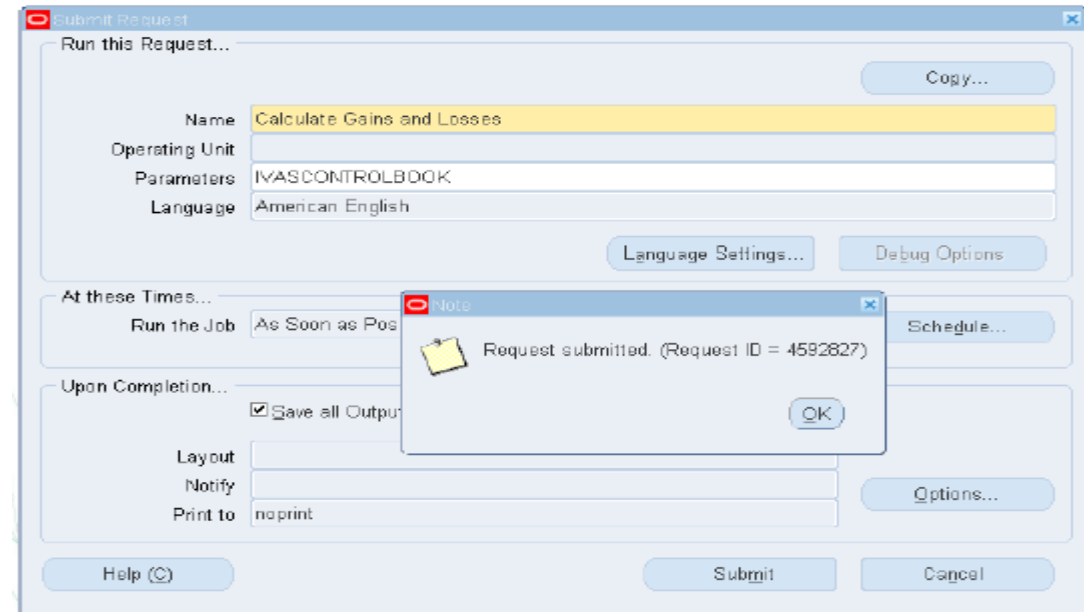 Submit Request
Run this Request...
Copy...
Name Calculate Gains and Losses
Operating Unit
Parameters IVASCONTROLBOOK
Language American English
Language Settings... Debug Options
At these Times...
Note
Run the Job As Soon as Pos Schedule...
Request submitted. (Request ID = 4592827)
Upon Completion...
Save all Outpu
OK
Layout
Notify
Options...
Print to noprint
Help (C) Submit Cancel